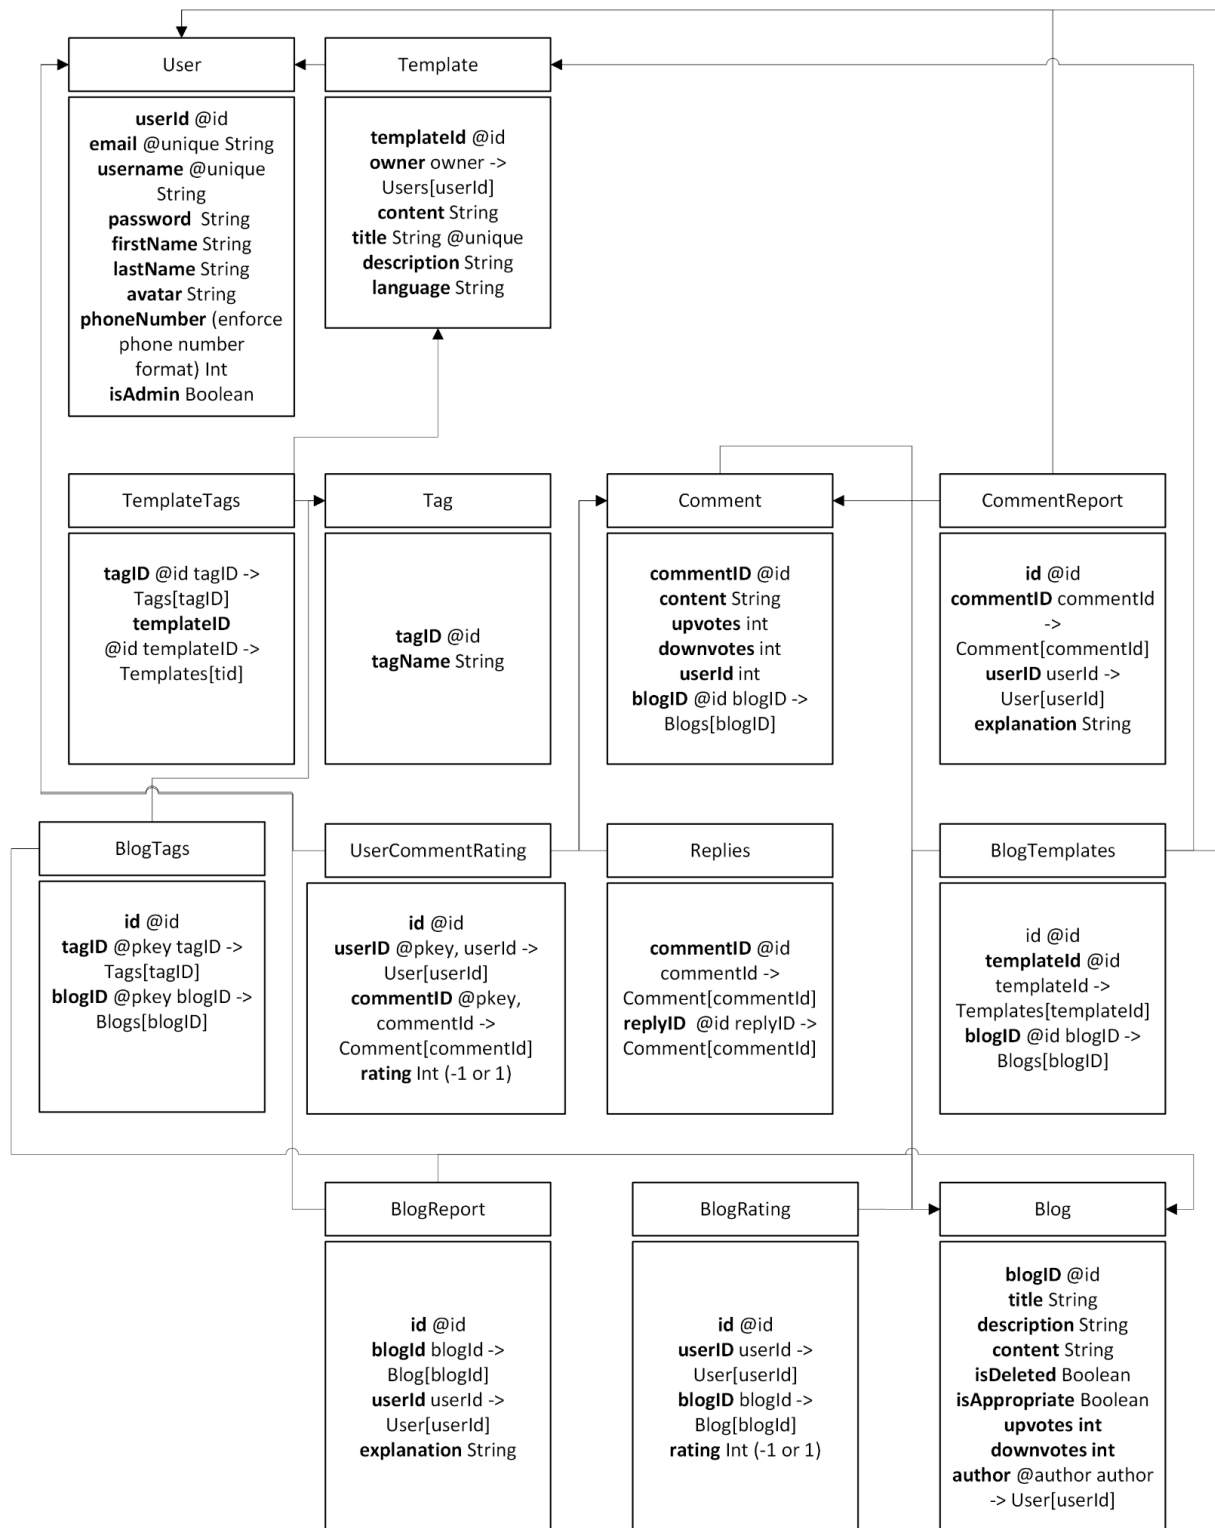 User
userId @id
email @unique String
username @unique
String
password  String
firstName String
lastName String
avatar String
phoneNumber (enforce
phone number
format) Int
isAdmin Boolean
Template
templateId @id
owner owner ->
Users[userId]
content String
title String @unique
description String
language String
TemplateTags
tagID @id tagID ->
Tags[tagID]
templateID
@id templateID ->
Templates[tid]
Tag
tagID @id
tagName String
Comment
commentID @id
content String
upvotes int
downvotes int
userId int
blogID @id blogID ->
Blogs[blogID]
CommentReport
id @id
commentID commentId
->
Comment[commentId]
userID userId ->
User[userId]
explanation String
BlogTags
id @id
tagID @pkey tagID ->
Tags[tagID]
blogID @pkey blogID ->
Blogs[blogID]
UserCommentRating
id @id
userID @pkey, userId ->
User[userId]
commentID @pkey,
commentId ->
Comment[commentId]
rating Int (-1 or 1)
Replies
commentID @id
commentId ->
Comment[commentId]
replyID  @id replyID ->
Comment[commentId]
BlogTemplates
id @id
templateId @id
templateId ->
Templates[templateId]
blogID @id blogID ->
Blogs[blogID]
BlogReport
id @id
blogId blogId ->
Blog[blogId]
userId userId ->
User[userId]
explanation String
BlogRating
id @id
userID userId ->
User[userId]
blogID blogId ->
Blog[blogId]
rating Int (-1 or 1)
Blog
blogID @id
title String
description String
content String
isDeleted Boolean
isAppropriate Boolean
upvotes int
downvotes int
author @author author
-> User[userId]